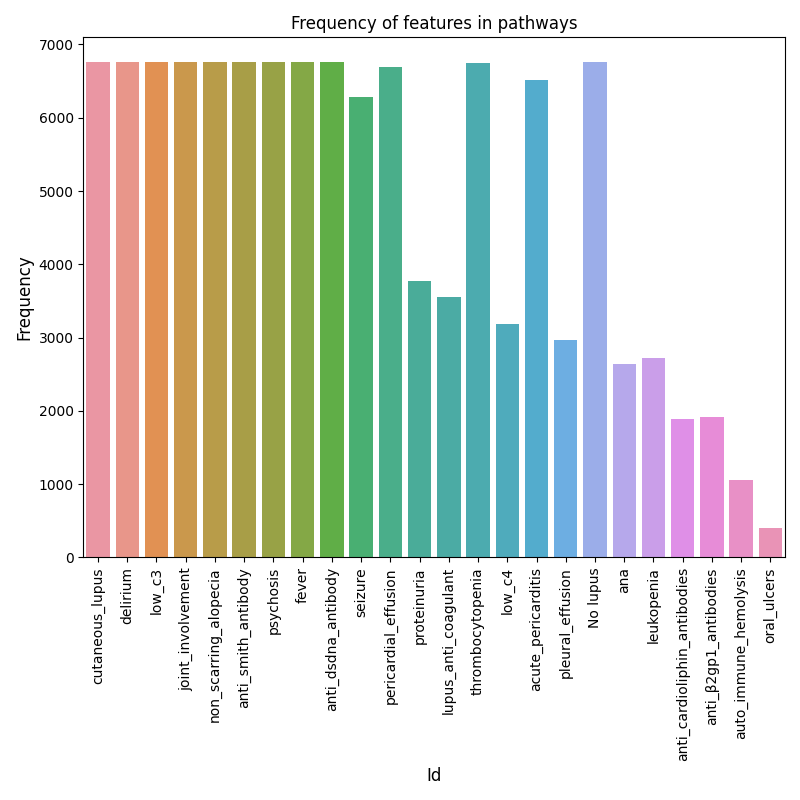 Frequency of features in pathways
7000
6000
5000
4000
3000
2000
1000
0
Frequency
cutaneous_lupus
delirium
low_c3
joint_involvement
non_scarring_alopecia
anti_smith_antibody
psychosis
fever
anti_dsdna_antibody
seizure
pericardial_effusion
proteinuria
lupus_anti_coagulant
thrombocytopenia
low_c4
acute_pericarditis
pleural_effusion
No lupus
ana
leukopenia
anti_cardioliphin_antibodies
anti_β2gp1_antibodies
auto_immune_hemolysis
oral_ulcers
Id